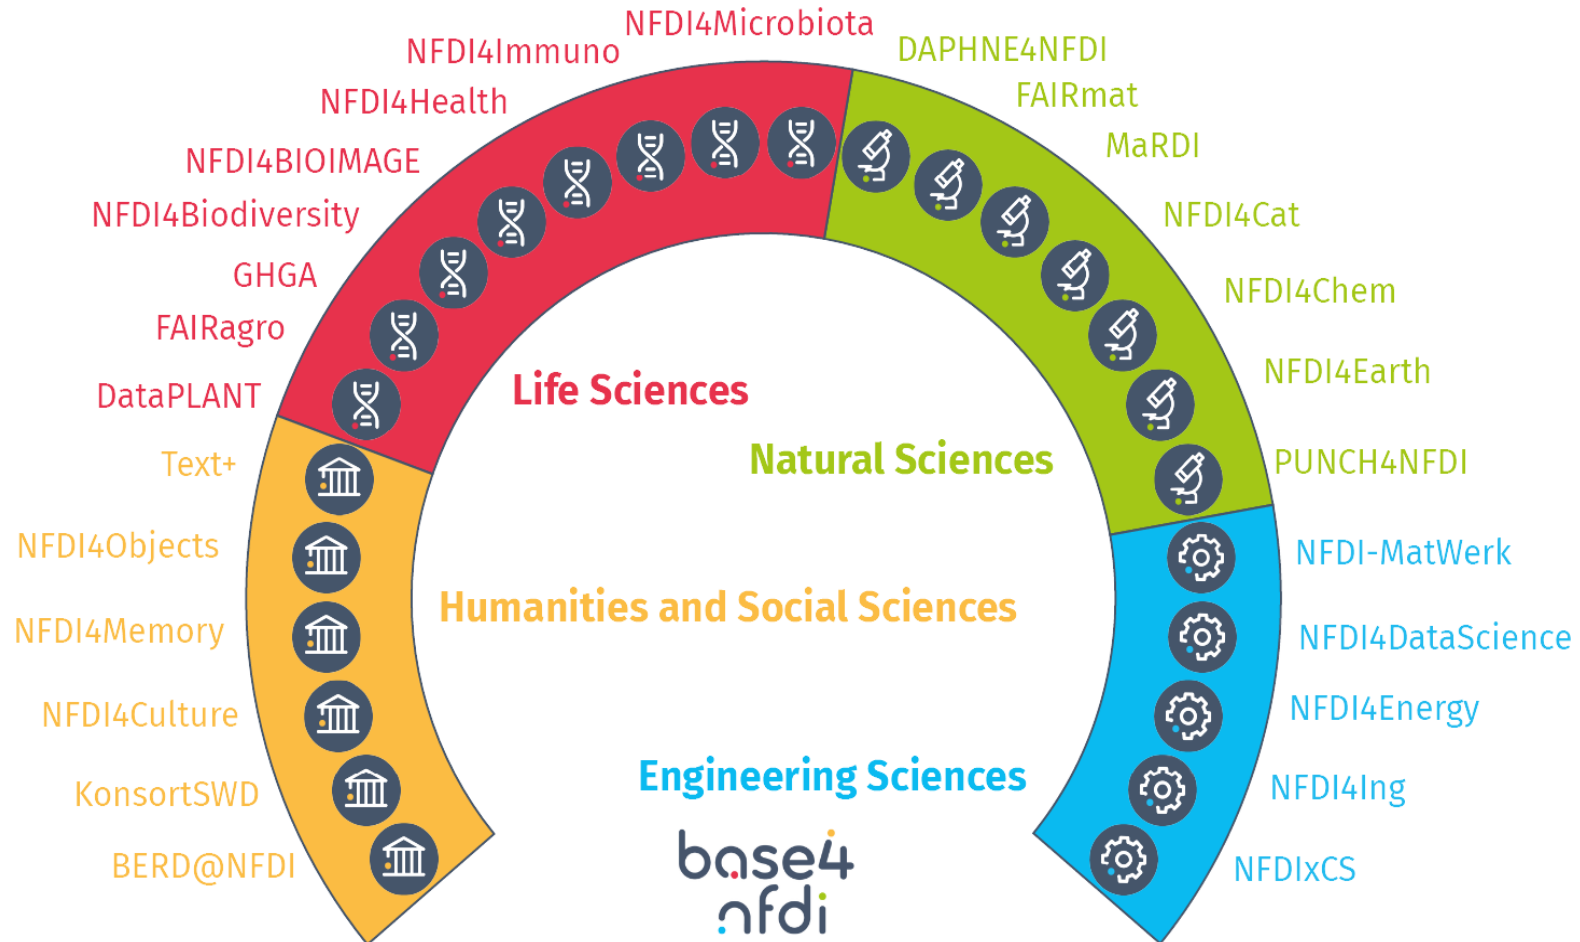 NFDI4Microbiota
NFDI4Immuno
DAPHNE4NFDI
NFDI4Health
FAIRmat
MaRDI
NFDI4BIOIMAGE
NFDI4Biodiversity
NFDI4Cat
GHGA
NFDI4Chem
FAIRagro
NFDI4Earth
DataPLANT
Life Sciences
Text+
Natural Sciences
PUNCH4NFDI
NFDI4Objects
NFDI-MatWerk
Humanities and Social Sciences
NFDI4Memory
NFDI4DataScience
NFDI4Culture
NFDI4Energy
Engineering Sciences
KonsortSWD
NFDI4Ing
BERD@NFDI
base4
nfdi
NFDIxCS